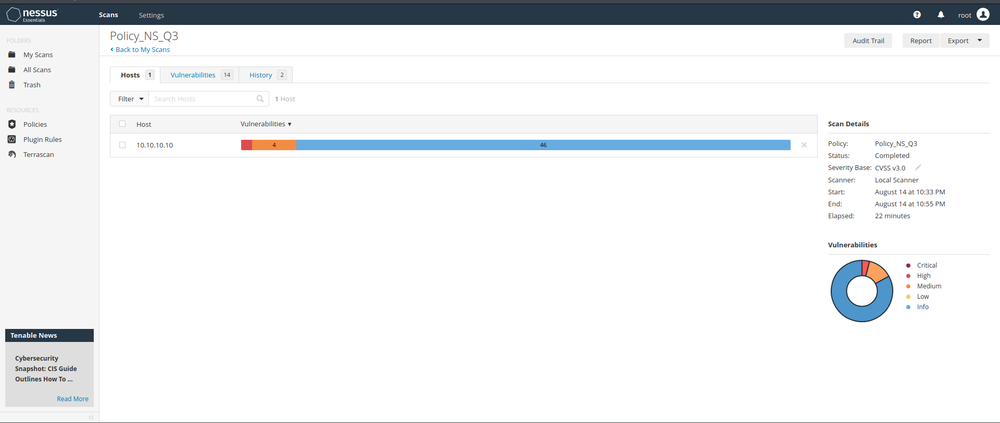 nessus
Essentials
Scans
Settings
root
FOLDERS
My Scans
All Scans
Trash
RESOURCES
Policies
Plugin Rules
Terrascan
Tenable News
Cybersecurity
Snapshot: CIS Guide
Outlines How To ...
Read More
Policy_NS_Q3
Back to My Scans
Audit Trail
Report
Export
Hosts 1
Vulnerabilities 14
History 2
Filter
Search Hosts
1 Host
Host Vulnerabilities
10.10.10.10 4 46
Scan Details
Policy: Policy_NS_Q3
Status: Completed
Severity Base: CVSS v3.0
Scanner: Local Scanner
Start: August 14 at 10:33 PM
End: August 14 at 10:55 PM
Elapsed: 22 minutes
Vulnerabilities
Critical
High
Medium
Low
Info